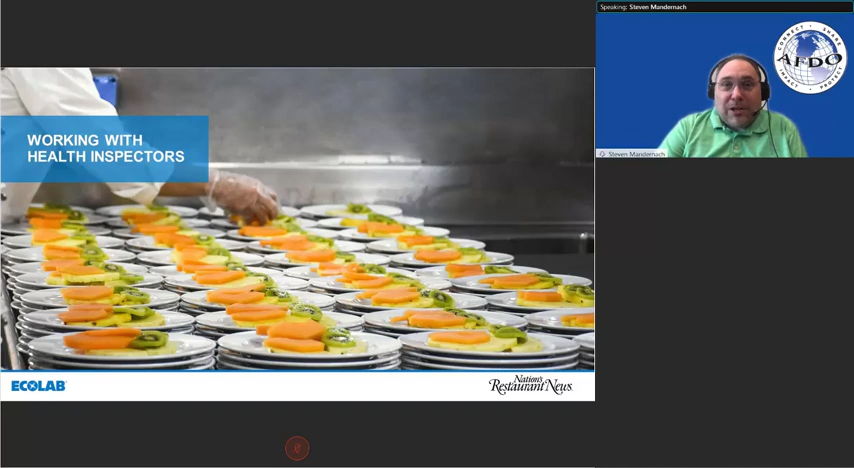 Speaking: Steven Mandernach
CONNECT • SHARE
AFDO
IMPACT • PROTECT
Steven Mandernach
WORKING WITH
HEALTH INSPECTORS
ECOLAB
Nation's
Restaurant News